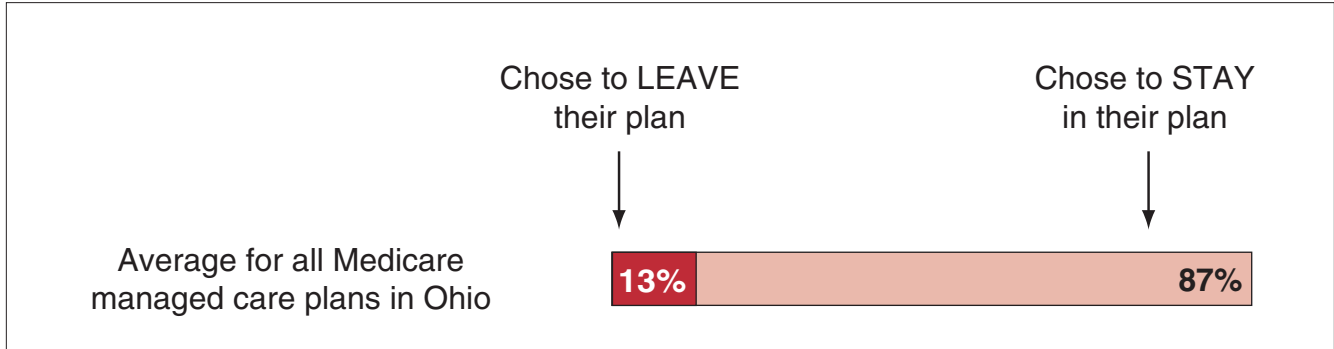 Chose to LEAVE
their plan
Chose to STAY
in their plan
Average for all Medicare
managed care plans in Ohio
13%
87%